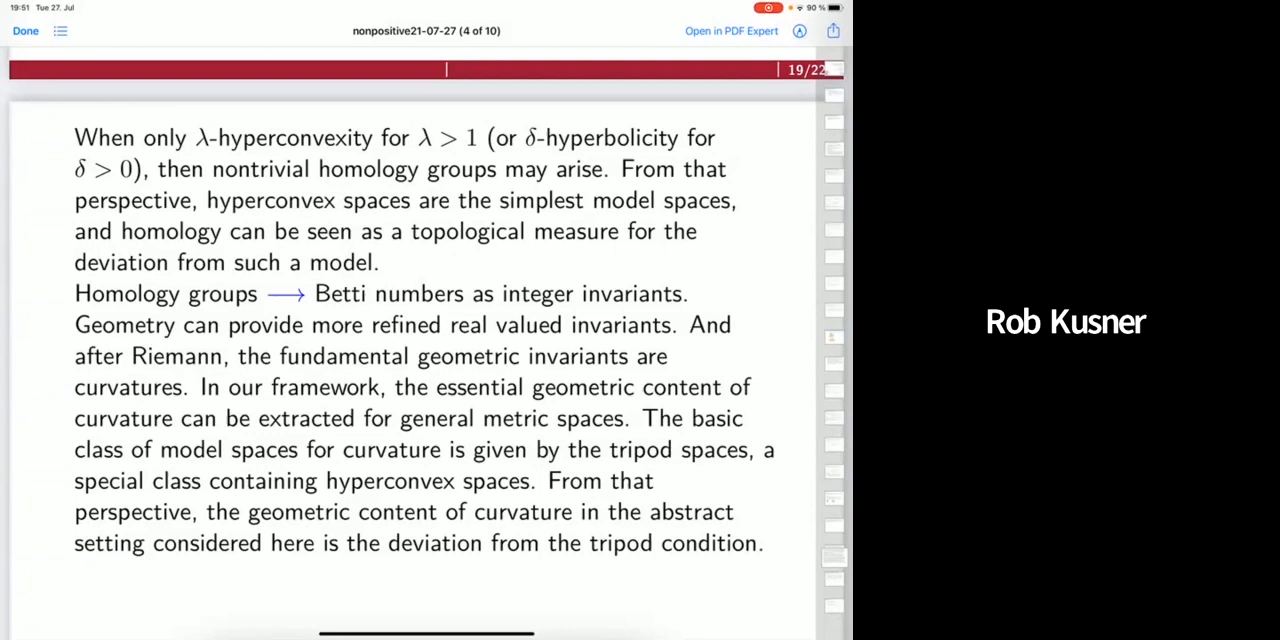 19:51 Tue 27. Jul
90 %
Done
nonpositive21-07-27 (4 of 10)
Open in PDF Expert
19/22
When only λ-hyperconvexity for λ > 1 (or δ-hyperbolicity for
δ > 0), then nontrivial homology groups may arise. From that
perspective, hyperconvex spaces are the simplest model spaces,
and homology can be seen as a topological measure for the
deviation from such a model.
Homology groups ⟶ Betti numbers as integer invariants.
Geometry can provide more refined real valued invariants. And
after Riemann, the fundamental geometric invariants are
curvatures. In our framework, the essential geometric content of
curvature can be extracted for general metric spaces. The basic
class of model spaces for curvature is given by the tripod spaces, a
special class containing hyperconvex spaces. From that
perspective, the geometric content of curvature in the abstract
setting considered here is the deviation from the tripod condition.
Rob Kusner